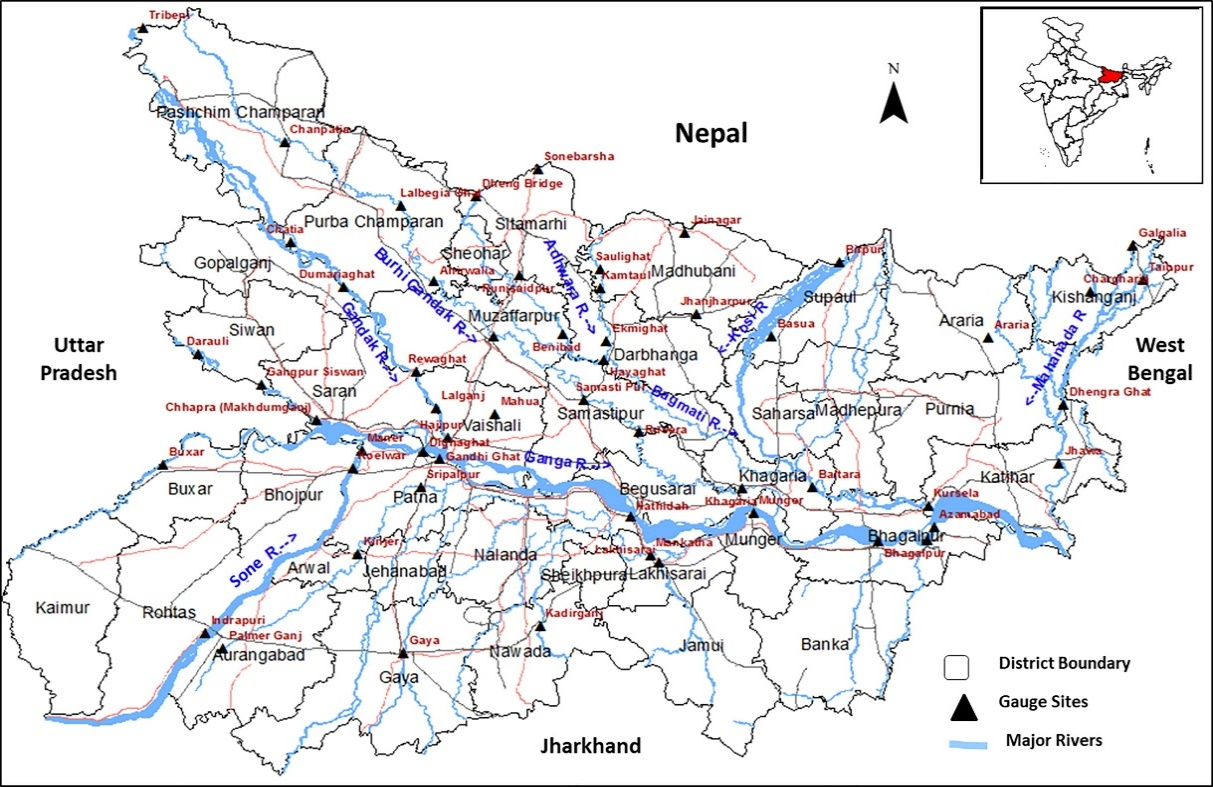 Tribeni
Pashchim Champaran
Chanpatia
N
Nepal
Sonebarsha
Lalbegia Ghat
Dheng Bridge
Purba Champaran
Sitamarhi
Jainagar
Galgalia
Chatia
Gopalganj
Sheohar
Saulighat
Madhubani
Birpur
Taibpur
Chargharia
Kishanganj
Dumariaghat
Ahirwalia
Kamtaul
Runisaidpur
Adhwara R.-->
Burhi Gandak R-->
Gandak R-->
Supaul
Jhanjharpur
<--Kosi R
Siwan
Muzaffarpur
Ekmighat
Basua
Araria
Araria
<--Mahananda R
Uttar
Pradesh
West
Bengal
Darauli
Benibad
Darbhanga
Rewaghat
Hayaghat
Gangpur Siswan
Saran
Samasti Pur
Bagmati R.-->
Dhengra Ghat
Lalganj
Mahua
Chhapra (Makhdumganj)
Samastipur
Saharsa
Madhepura
Purnia
Hajipur
Vaishali
Rosera
Maner
Dighaghat
Buxar
Koelwar
Gandhi Ghat
Ganga R.-->
Jhawa
Sripalpur
Khagaria
Baltara
Katihar
Buxar
Bhojpur
Patna
Begusarai
Khagaria
Munger
Kursela
Hathidah
Azamabad
Kinjer
Mankatha
Munger
Bhagalpur
Nalanda
Lakhisarai
Bhagalpur
Sone R.-->
Arwal
Jehanabad
Sheikhpura
Lakhisarai
Kaimur
Rohtas
Indrapuri
Kadirganj
Palmer Ganj
Gaya
Aurangabad
Nawada
Jamui
Banka
Gaya
Jharkhand
District Boundary
Gauge Sites
Major Rivers